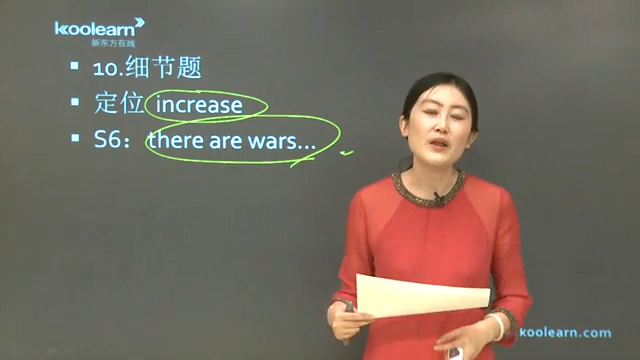 koolearn
新东方在线
10.细节题
定位 increase
S6：there are wars...
koolearn.com